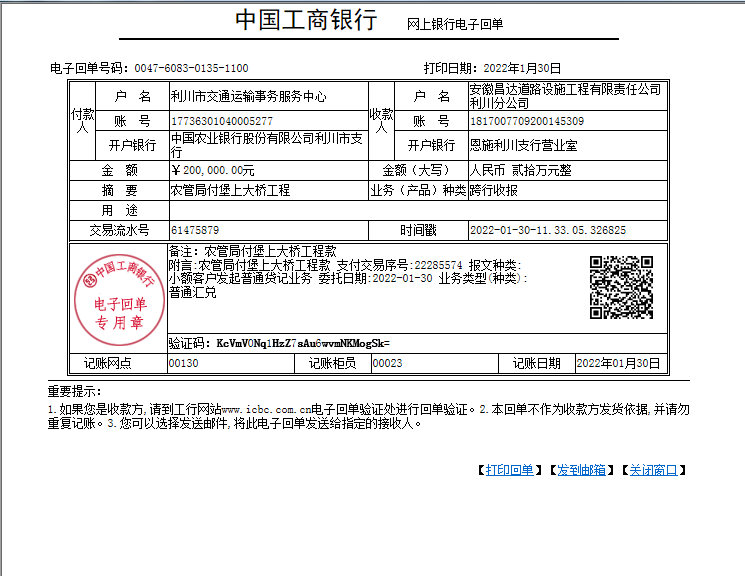 中国工商银行 网上银行电子回单
电子回单号码：0047-6083-0135-1100 打印日期：2022年1月30日
付款人
户 名 利川市交通运输事务服务中心
账 号 17736301040005277
开户银行 中国农业银行股份有限公司利川市支行
收款人
户 名 安徽昌达道路设施工程有限责任公司利川分公司
账 号 1817007709200145309
开户银行 恩施利川支行营业室
金 额 ￥200,000.00元 金额（大写） 人民币 贰拾万元整
摘 要 农管局付堡上大桥工程 业务（产品）种类 跨行收报
用 途
交易流水号 61475879 时间戳 2022-01-30-11.33.05.326825
中国工商银行
电子回单
专用章
备注：农管局付堡上大桥工程款
附言:农管局付堡上大桥工程款 支付交易序号:22285574 报文种类:
小额客户发起普通贷记业务 委托日期:2022-01-30 业务类型(种类):
普通汇兑
验证码：KcVmV0Nq1HzZ7sAu6wvmNKMogSk=
记账网点 00130 记账柜员 00023 记账日期 2022年01月30日
重要提示：
1.如果您是收款方,请到工行网站www.icbc.com.cn电子回单验证处进行回单验证。2.本回单不作为收款方发货依据,并请勿
重复记账。3.您可以选择发送邮件,将此电子回单发送给指定的接收人。
【打印回单】【发到邮箱】【关闭窗口】